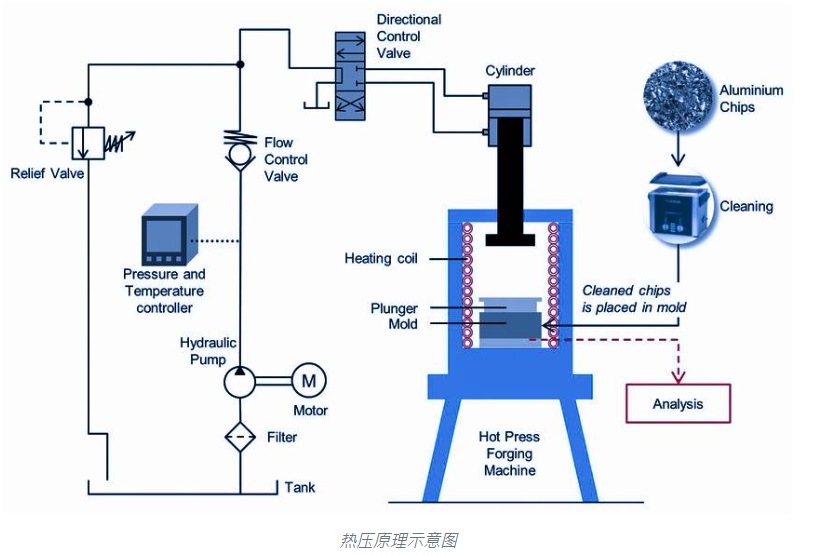 Directional
Control
Valve
Cylinder
Aluminium
Chips
Flow
Control
Valve
Relief Valve
Cleaning
Heating coil
Pressure and
Temperature
controller
Cleaned chips
is placed in mold
Plunger
Mold
Hydraulic
Pump
M
Motor
Analysis
Filter
Hot Press
Forging
Machine
Tank
热压原理示意图